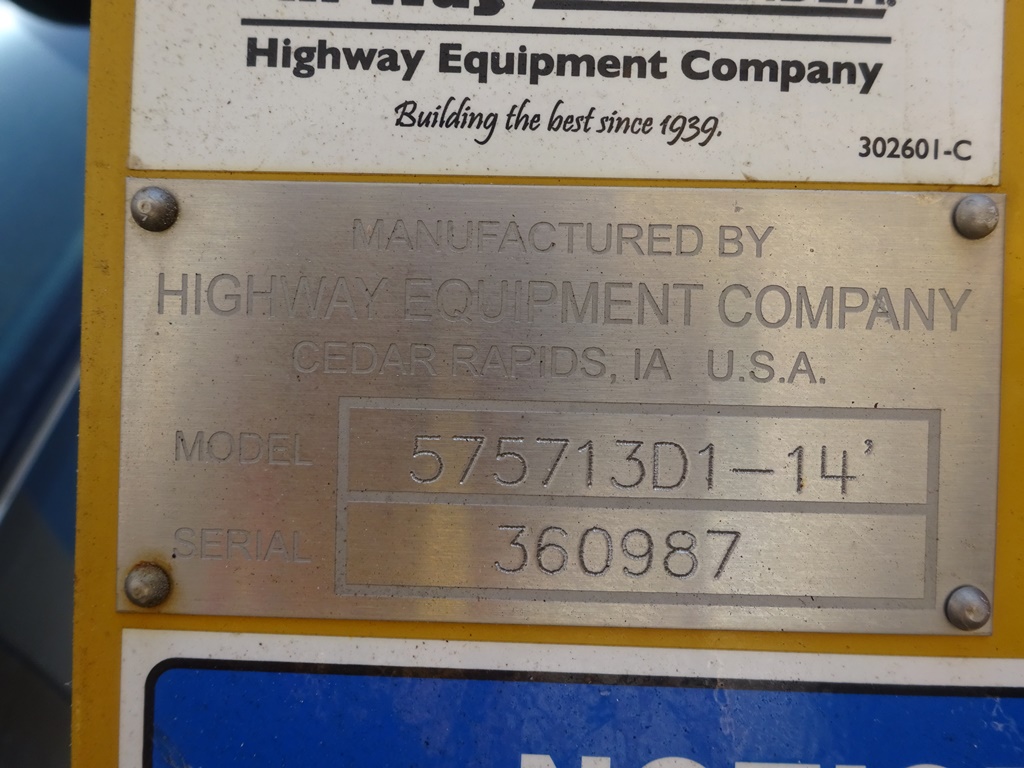 Highway Equipment Company
Building the best since 1939.
302601-C
MANUFACTURED BY
HIGHWAY EQUIPMENT COMPANY
CEDAR RAPIDS, IA U.S.A.
MODEL 575713D1-14'
SERIAL 360987